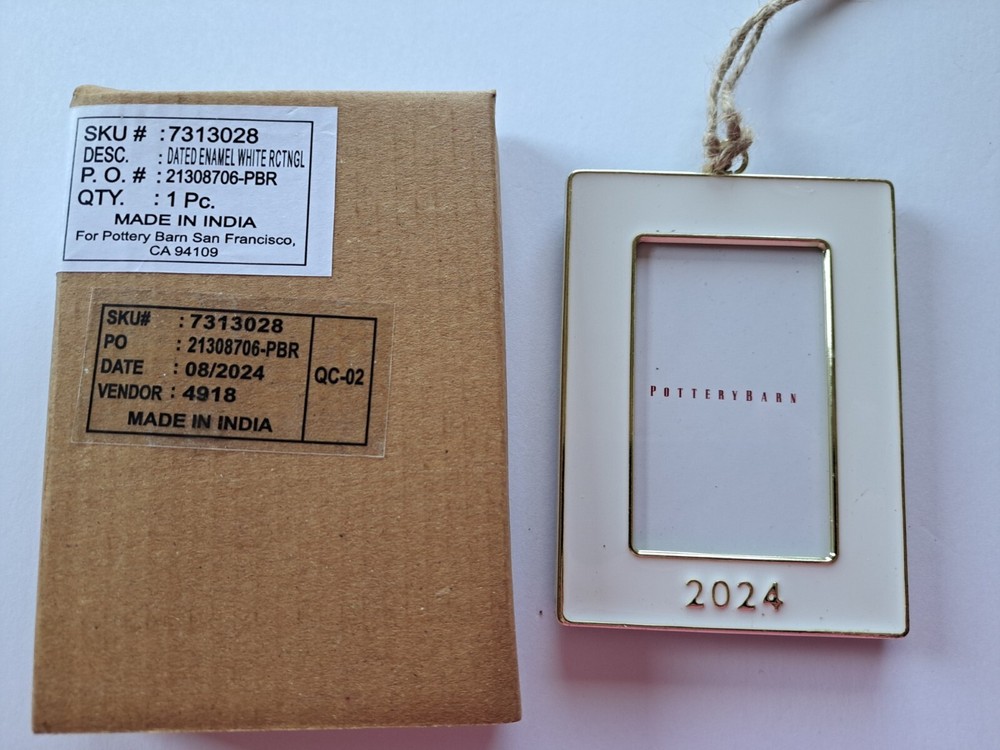 SKU # : 7313028
DESC. : DATED ENAMEL WHITE RCTNGL
P. O. # : 21308706-PBR
QTY. : 1 Pc.
MADE IN INDIA
For Pottery Barn San Francisco,
CA 94109
SKU# : 7313028
PO : 21308706-PBR
DATE : 08/2024
VENDOR : 4918
MADE IN INDIA
QC-02
POTTERYBARN
2024